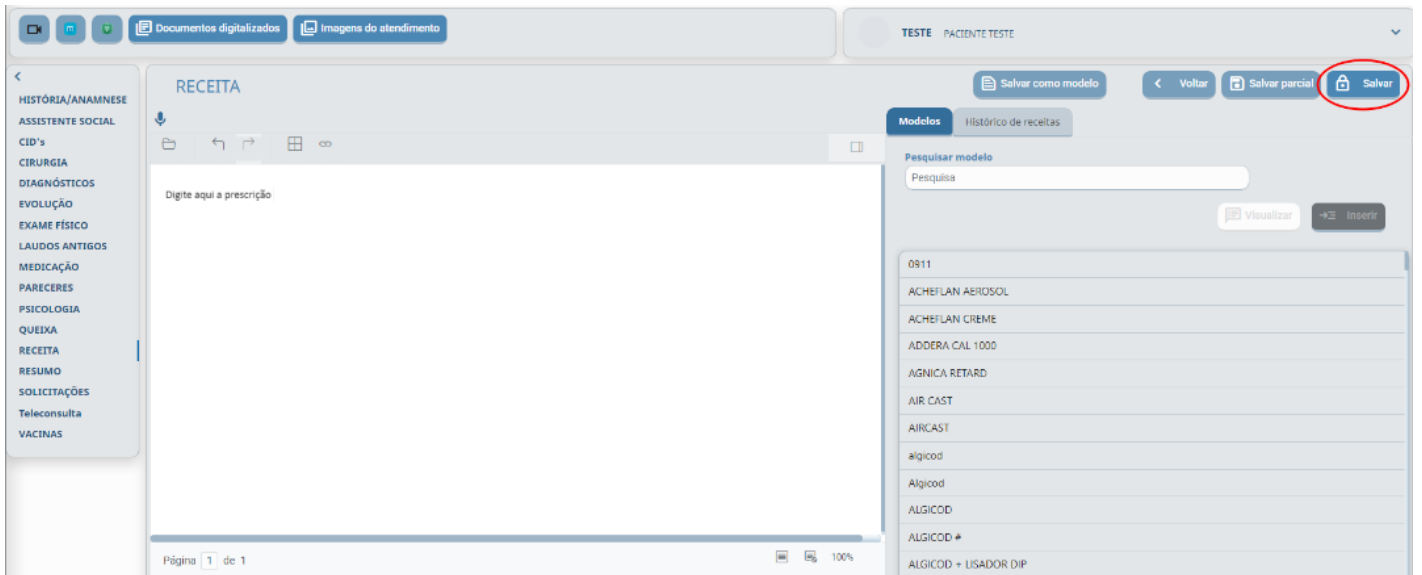 Documentos digitalizados
Imagens do atendimento
TESTE PACIENTE TESTE
HISTÓRIA/ANAMNESE
ASSISTENTE SOCIAL
CID's
CIRURGIA
DIAGNÓSTICOS
EVOLUÇÃO
EXAME FÍSICO
LAUDOS ANTIGOS
MEDICAÇÃO
PARECERES
PSICOLOGIA
QUEIXA
RECEITA
RESUMO
SOLICITAÇÕES
Teleconsulta
VACINAS
RECEITA
Salvar como modelo
Voltar
Salvar parcial
Salvar
Digite aqui a prescrição
Página 1 de 1
100%
Modelos
Histórico de receitas
Pesquisar modelo
Pesquisa
Visualizar
Inserir
0911
ACHEFLAN AEROSOL
ACHEFLAN CREME
ADDERA CAL 1000
AGNICA RETARD
AIR CAST
AIRCAST
algicod
Algicod
ALGICOD
ALGICOD #
ALGICOD + LISADOR DIP